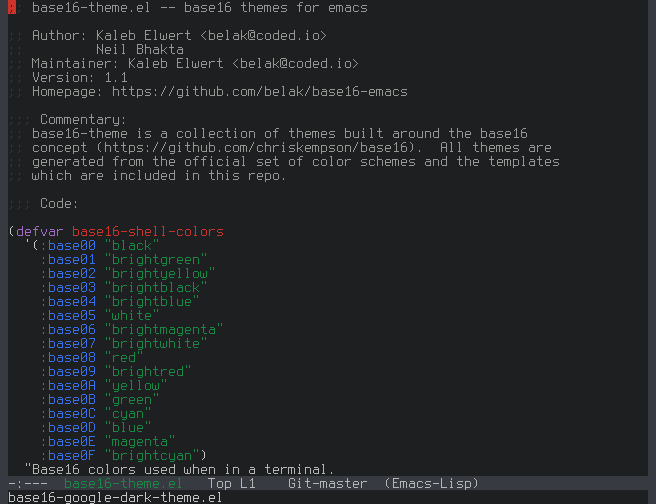 ;;; base16-theme.el -- base16 themes for emacs
;; Author: Kaleb Elwert <belak@coded.io>
;;         Neil Bhakta
;; Maintainer: Kaleb Elwert <belak@coded.io>
;; Version: 1.1
;; Homepage: https://github.com/belak/base16-emacs
;;; Commentary:
;; base16-theme is a collection of themes built around the base16
;; concept (https://github.com/chriskempson/base16).  All themes are
;; generated from the official set of color schemes and the templates
;; which are included in this repo.
;;; Code:
(defvar base16-shell-colors
  '(:base00 "black"
    :base01 "brightgreen"
    :base02 "brightyellow"
    :base03 "brightblack"
    :base04 "brightblue"
    :base05 "white"
    :base06 "brightmagenta"
    :base07 "brightwhite"
    :base08 "red"
    :base09 "brightred"
    :base0A "yellow"
    :base0B "green"
    :base0C "cyan"
    :base0D "blue"
    :base0E "magenta"
    :base0F "brightcyan")
  "Base16 colors used when in a terminal.
-:---  base16-theme.el   Top L1    Git-master  (Emacs-Lisp)
base16-google-dark-theme.el